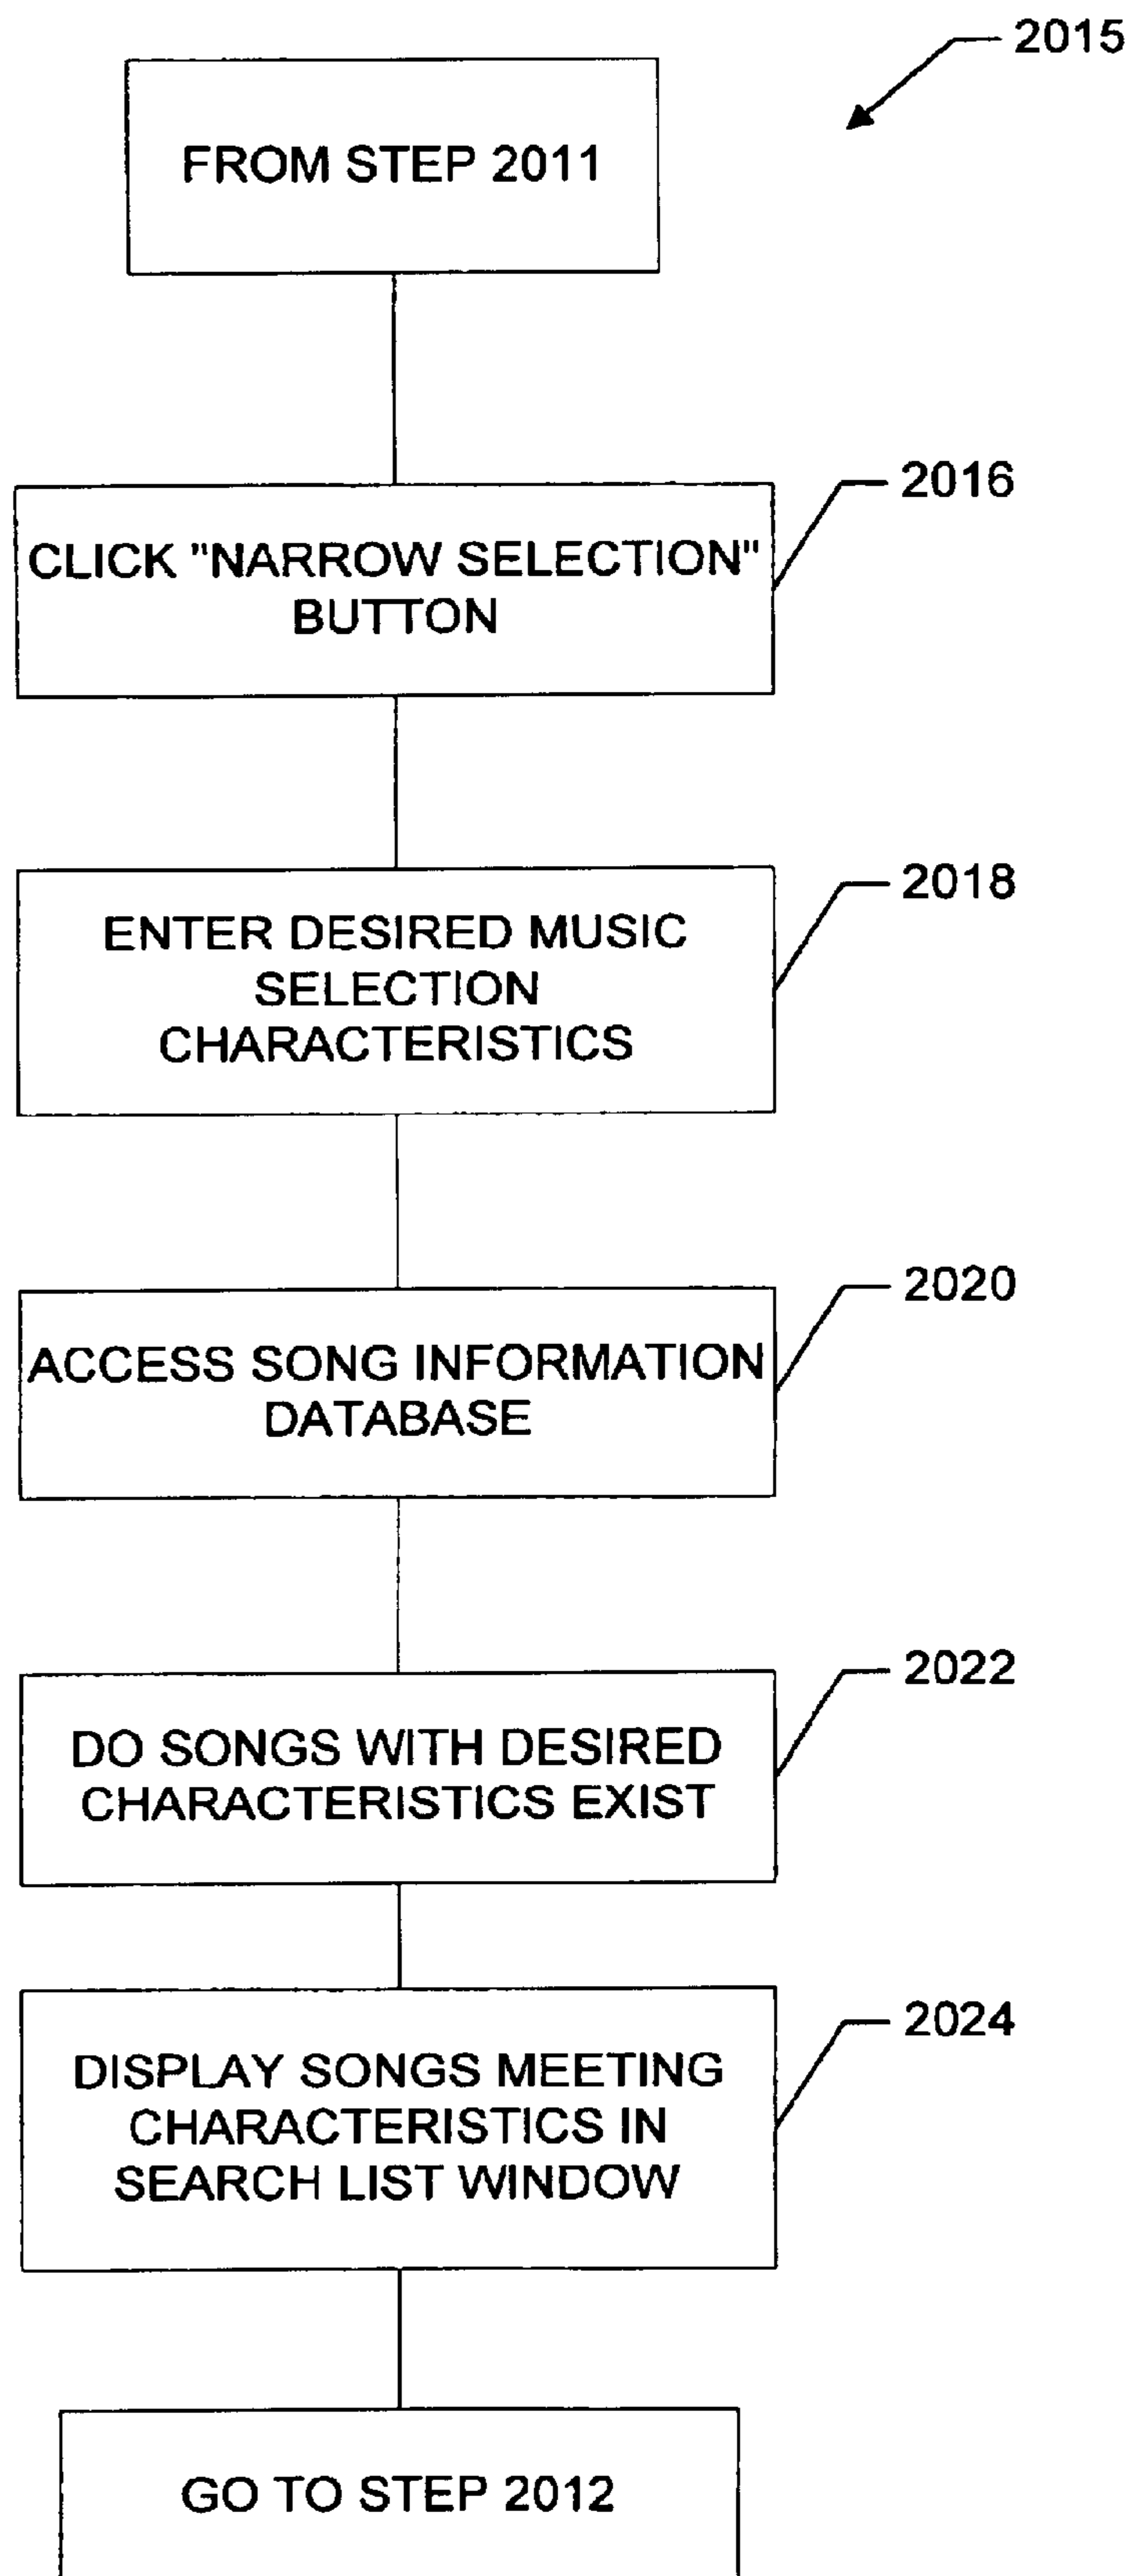 2015
FROM STEP 2011
2016
CLICK "NARROW SELECTION"
BUTTON
2018
ENTER DESIRED MUSIC
SELECTION
CHARACTERISTICS
2020
ACCESS SONG INFORMATION
DATABASE
2022
DO SONGS WITH DESIRED
CHARACTERISTICS EXIST
2024
DISPLAY SONGS MEETING
CHARACTERISTICS IN
SEARCH LIST WINDOW
GO TO STEP 2012